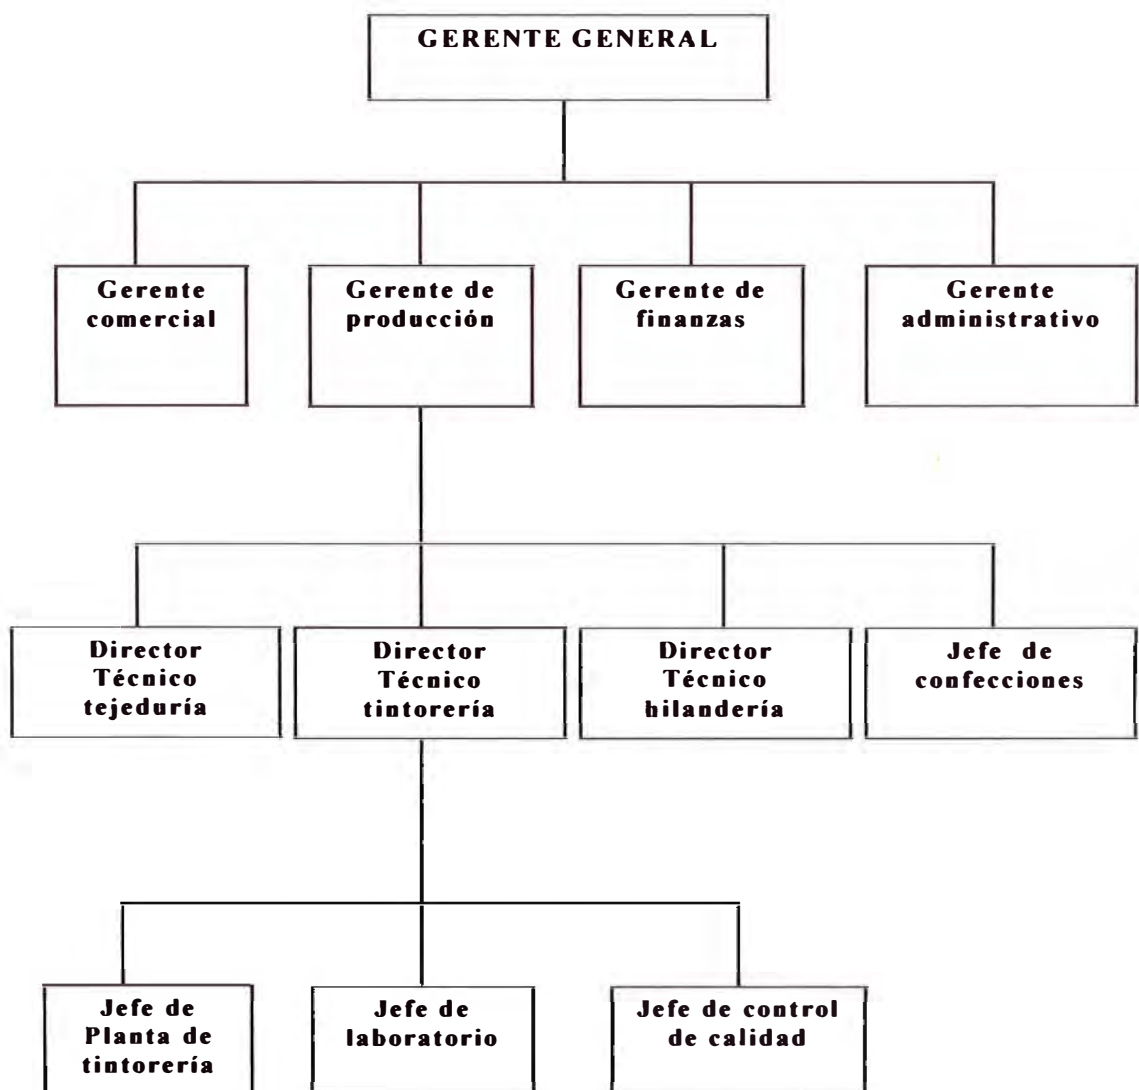 GERENTE GENERAL
Gerente
comercial
Gerente de
producción
Gerente de
finanzas
Gerente
administrativo
Director
Técnico
tejeduría
Director
Técnico
tintorería
Director
Técnico
hilandería
Jefe de
confecciones
Jefe de
Planta de
tintorería
Jefe de
laboratorio
Jefe de control
de calidad